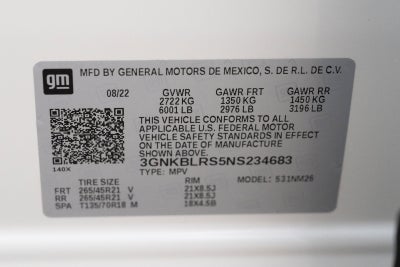 gm MFD BY GENERAL MOTORS DE MEXICO, S. DE R.L. DE C.V.
08/22 GVWR GAWR FRT GAWR RR
2722 KG 1350 KG 1450 KG
6001 LB 2976 LB 3196 LB
THIS VEHICLE CONFORMS TO ALL
APPLICABLE U.S. FEDERAL MOTOR
VEHICLE SAFETY STANDARDS IN EFFECT
ON THE DATE OF MANUFACTURE
SHOWN ABOVE.
3GNKBLRS5NS234683
140X TYPE: MPV MODEL: 531NM26
TIRE SIZE RIM
FRT 265/45R21 V 21X8.5J
RR 265/45R21 V 21X8.5J
SPA T135/70R18 M 18X4.5B